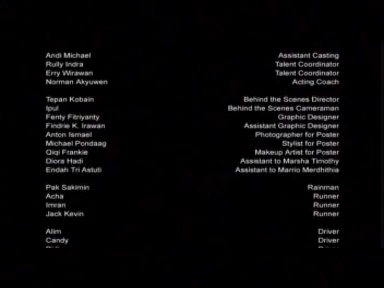 Andi Michael Assistant Casting
Rully Indra Talent Coordinator
Erry Wirawan Talent Coordinator
Norman Akyuwen Acting Coach
Tepan Kobain Behind the Scenes Director
Ipul Behind the Scenes Cameraman
Fenty Fitriyanty Graphic Designer
Findrie K. Irawan Assistant Graphic Designer
Anton Ismael Photographer for Poster
Michael Pondaag Stylist for Poster
Qiqi Frankie Makeup Artist for Poster
Diora Hadi Assistant to Marsha Timothy
Endah Tri Astuti Assistant to Marrio Merdhithia
Pak Sakimin Rainman
Acha Runner
Imran Runner
Jack Kevin Runner
Alim Driver
Candy Driver